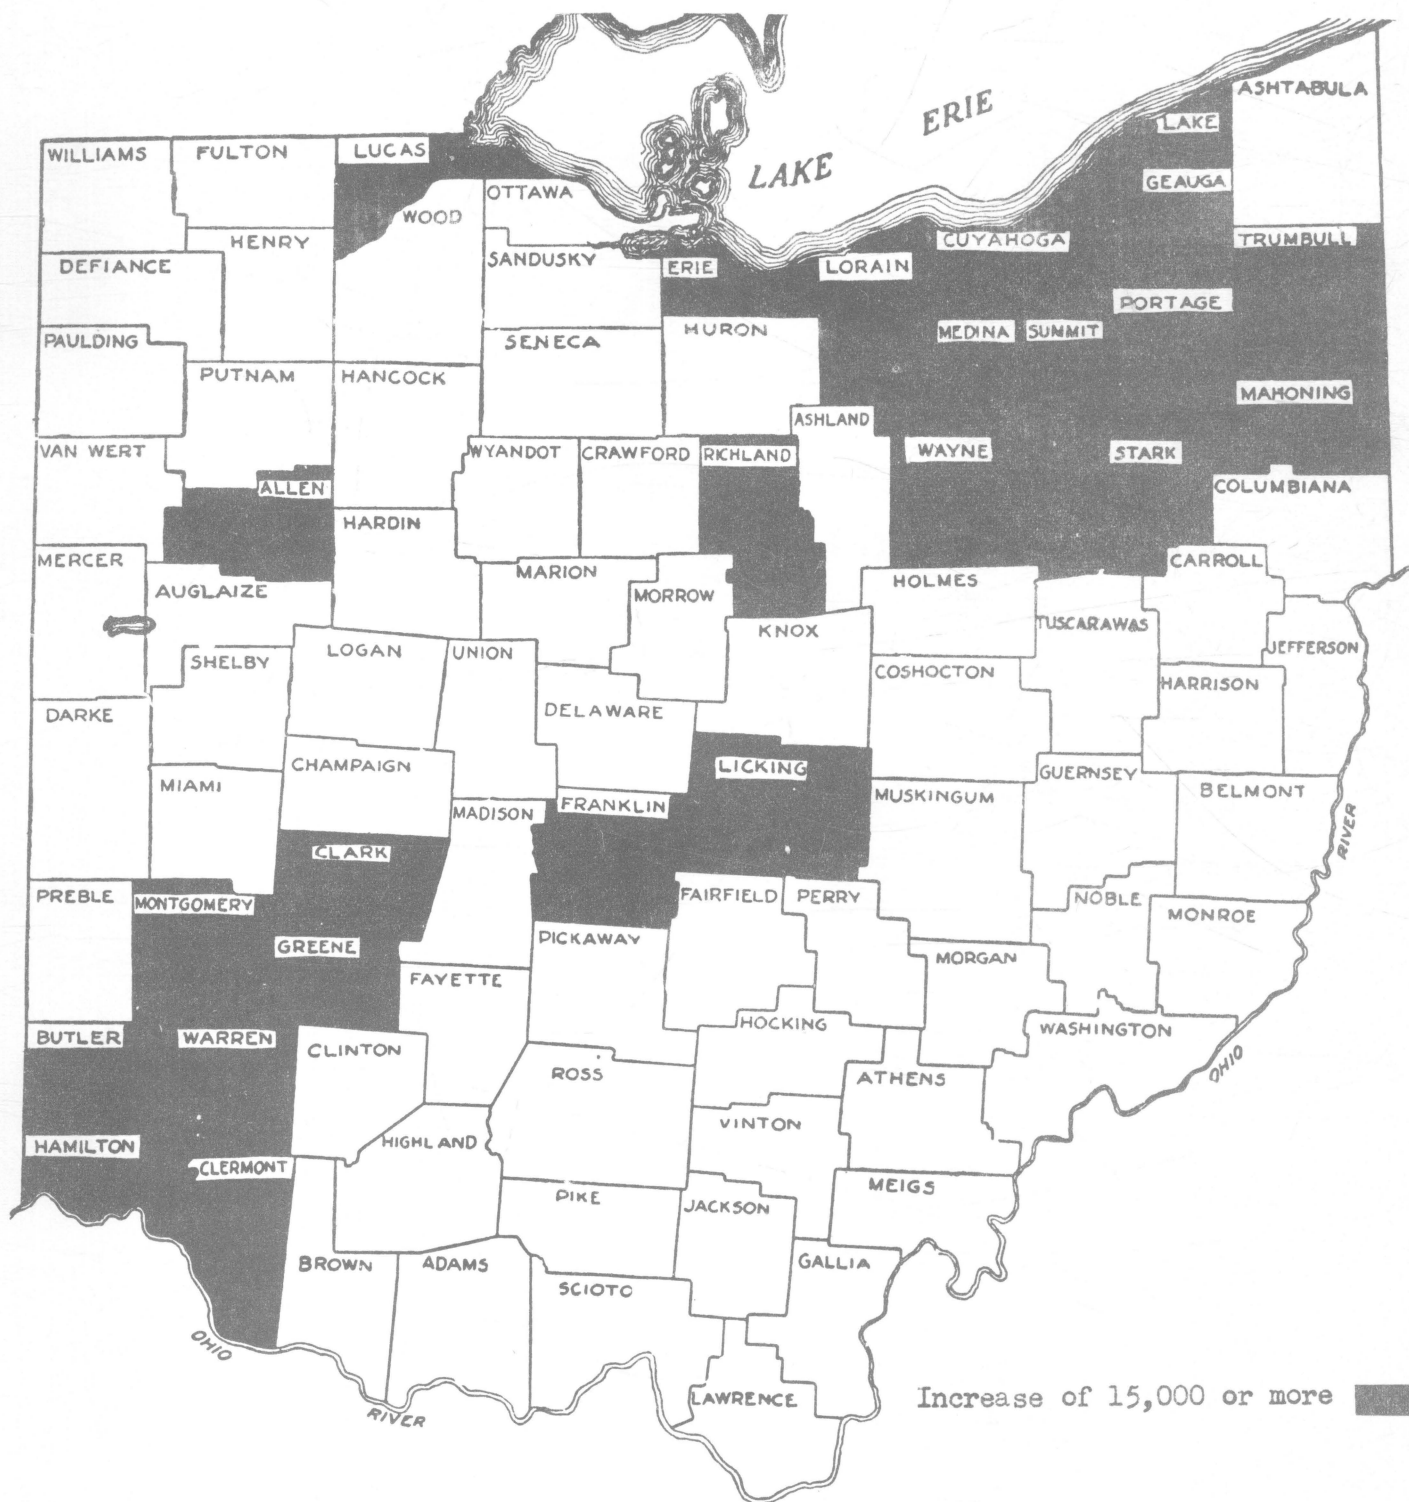 ASHTABULA
ERIE
LAKE
LAKE
WILLIAMS
FULTON
LUCAS
GEAUGA
OTTAWA
WOOD
HENRY
CUYAHOGA
TRUMBULL
SANDUSKY
DEFIANCE
ERIE
LORAIN
PORTAGE
HURON
MEDINA
SUMMIT
PAULDING
SENECA
PUTNAM
HANCOCK
MAHONING
ASHLAND
VAN WERT
WYANDOT
CRAWFORD
RICHLAND
WAYNE
STARK
ALLEN
COLUMBIANA
HARDIN
MERCER
MARION
CARROLL
AUGLAIZE
HOLMES
MORROW
TUSCARAWAS
KNOX
JEFFERSON
LOGAN
UNION
SHELBY
COSHOCTON
HARRISON
DARKE
DELAWARE
CHAMPAIGN
LICKING
GUERNSEY
MIAMI
MUSKINGUM
BELMONT
FRANKLIN
MADISON
RIVER
CLARK
PREBLE
MONTGOMERY
FAIRFIELD
PERRY
NOBLE
MONROE
GREENE
PICKAWAY
MORGAN
FAYETTE
HOCKING
WASHINGTON
BUTLER
WARREN
CLINTON
OHIO
ROSS
ATHENS
VINTON
HAMILTON
HIGHLAND
CLERMONT
MEIGS
PIKE
JACKSON
BROWN
ADAMS
GALLIA
SCIOTO
OHIO
LAWRENCE
Increase of 15,000 or more
RIVER